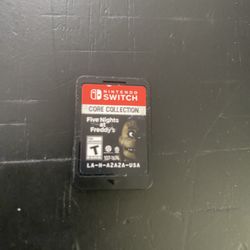 NINTENDO
SWITCH
CORE COLLECTION
Five Nights
at
Freddy's
T
LA-H-AZAZA-USA